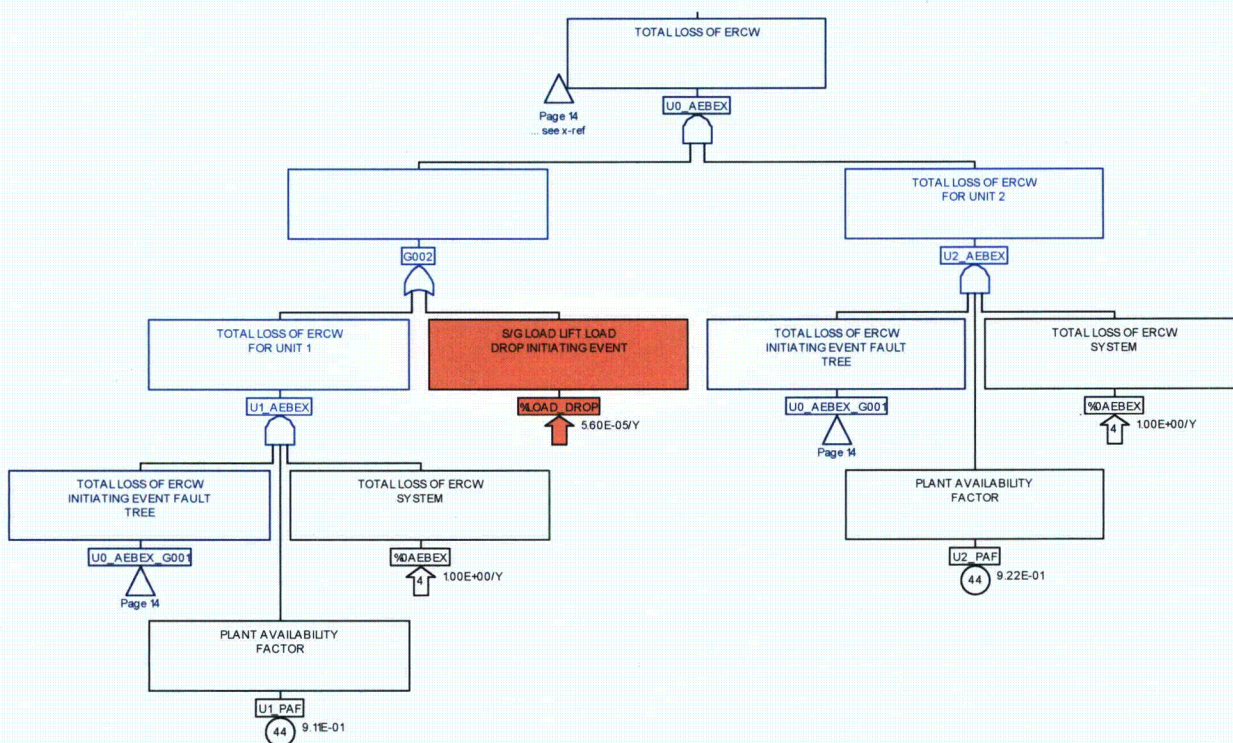 TOTAL LOSS OF ERCW
Page 14
... see x-ref
U0_AEBEX
TOTAL LOSS OF ERCW
FOR UNIT 2
G002
U2_AEBEX
TOTAL LOSS OF ERCW
FOR UNIT 1
S/G LOAD LIFT LOAD
DROP INITIATING EVENT
TOTAL LOSS OF ERCW
INITIATING EVENT FAULT
TREE
TOTAL LOSS OF ERCW
SYSTEM
U1_AEBEX
%LOAD_DROP
5.60E-05/Y
U0_AEBEX_G001
Page 14
%0AEBEX
4
1.00E+00/Y
TOTAL LOSS OF ERCW
INITIATING EVENT FAULT
TREE
TOTAL LOSS OF ERCW
SYSTEM
PLANT AVAILABILITY
FACTOR
U0_AEBEX_G001
Page 14
%0AEBEX
4
1.00E+00/Y
U2_PAF
44
9.22E-01
PLANT AVAILABILITY
FACTOR
U1_PAF
44
9.11E-01